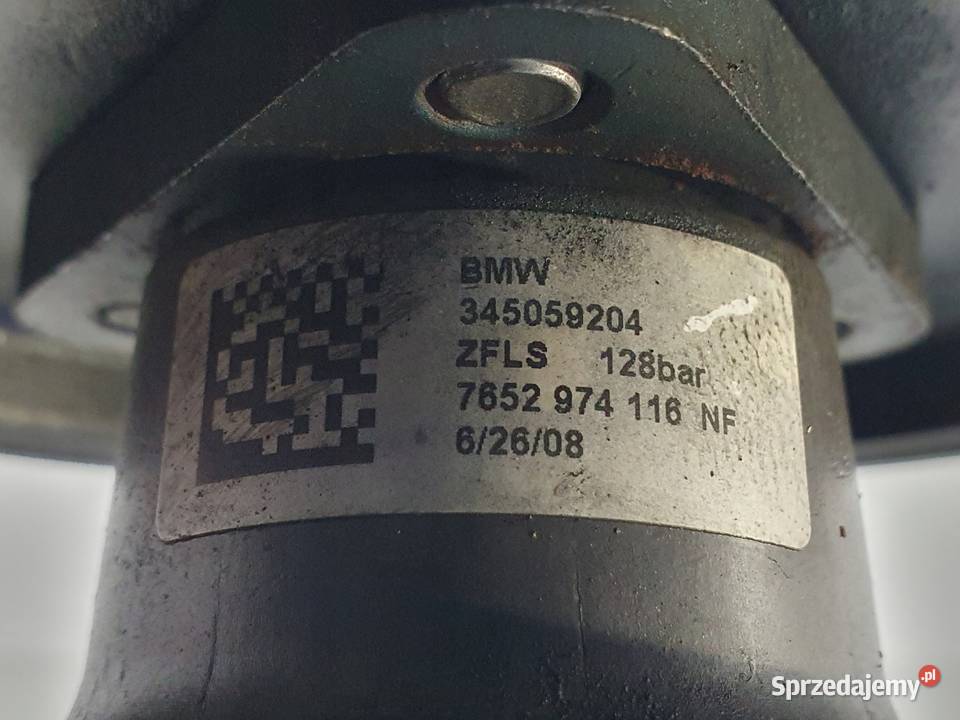 BMW
345059204
ZFLS 128bar
7652 974 116 NF
6/26/08
Sprzedajemy.pl